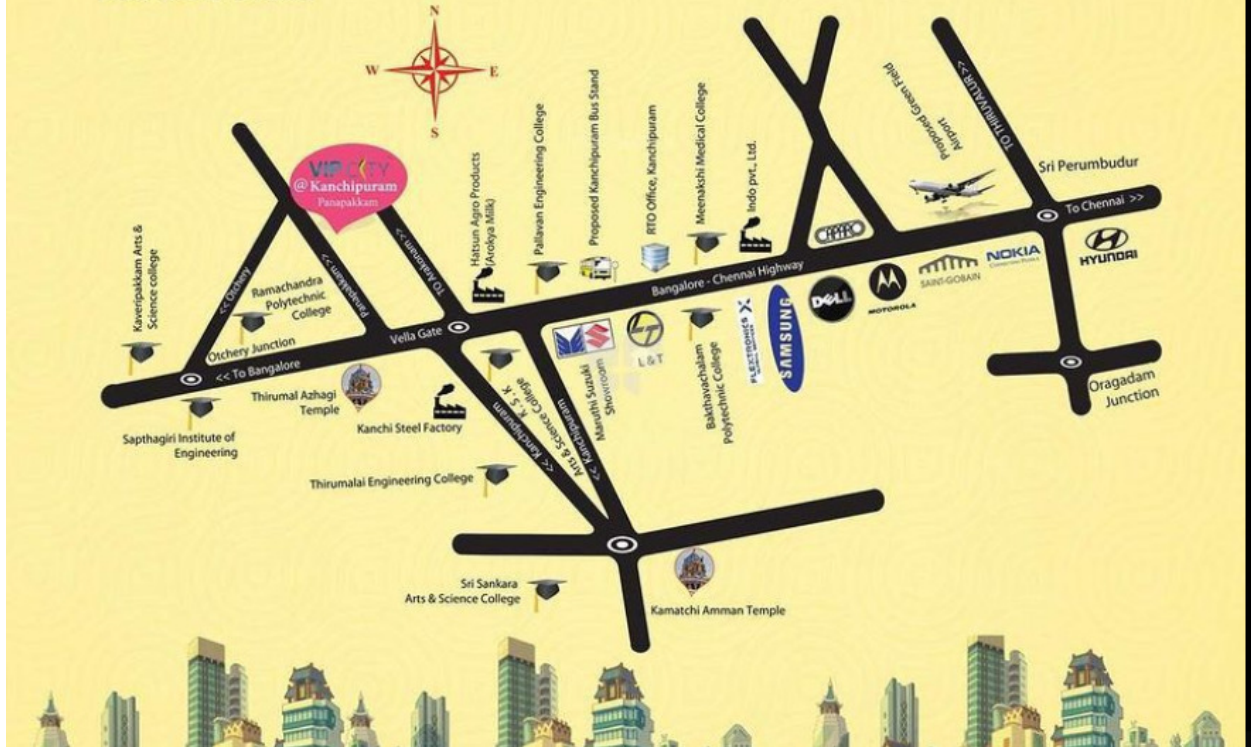 N
W
E
S
VIP CITY
@ Kanchipuram
Panapakkam
Kaveripakkam Arts &
Science college
<< Otchery
Ramachandra
Polytechnic
College
Panapakkam >>
TO Arakonam >>
Hatsun Agro Products
(Arokya Milk)
Pallavan Engineering College
Proposed Kanchipuram Bus Stand
RTO Office, Kanchipuram
Meenakshi Medical College
Indo pvt., Ltd.
CAPARO
Proposed Green Field
Airport
<< TO THIRUVALUR
Sri Perumbudur
To Chennai >>
HYUNDAI
NOKIA
SAINT-GOBAIN
MOTOROLA
DELL
SAMSUNG
FLEXTRONICS
Bangalore - Chennai Highway
Bakthavachalam
Polytechnic College
L&T
Maruthi Suzuki
Showroom
Vella Gate
Otchery Junction
<< To Bangalore
Sapthagiri Institute of
Engineering
Thirumal Azhagi
Temple
Kanchi Steel Factory
K. S. K
Arts & Science College
<< Kanchipuram
<< Kanchipuram
Thirumalai Engineering College
Oragadam
Junction
Sri Sankara
Arts & Science College
Kamatchi Amman Temple